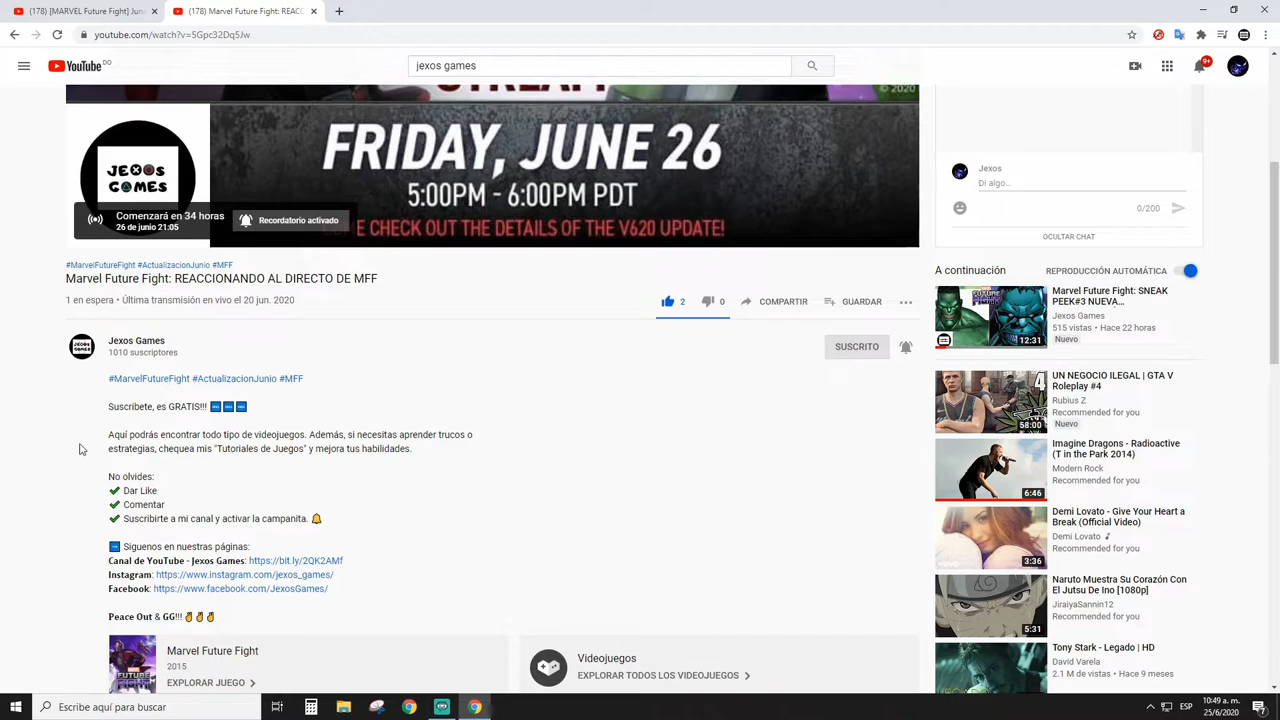 (178) [MARVEL Future Fight] Jun
(178) Marvel Future Fight: REAC
youtube.com/watch?v=5Gpc32Dq5Jw
YouTube DO
jexos games
9+
STREAM
© 2020
JEXOS
GAMES
FRIDAY, JUNE 26
5:00PM - 6:00PM PDT
CHECK OUT THE DETAILS OF THE V620 UPDATE!
Comenzará en 34 horas
26 de junio 21:05
Recordatorio activado
Jexos
Di algo...
0/200
OCULTAR CHAT
#MarvelFutureFight #ActualizacionJunio #MFF
Marvel Future Fight: REACCIONANDO AL DIRECTO DE MFF
1 en espera • Última transmisión en vivo el 20 jun. 2020
2
0
COMPARTIR
GUARDAR
JEXOS
GAMES
Jexos Games
1010 suscriptores
SUSCRITO
#MarvelFutureFight #ActualizacionJunio #MFF
Suscribete, es GRATIS!!!
Aquí podrás encontrar todo tipo de videojuegos. Además, si necesitas aprender trucos o
estrategias, chequea mis "Tutoriales de Juegos" y mejora tus habilidades.
No olvides:
Dar Like
Comentar
Suscribirte a mi canal y activar la campanita.
Siguenos en nuestras páginas:
Canal de YouTube - Jexos Games: https://bit.ly/2QK2AMf
Instagram: https://www.instagram.com/jexos_games/
Facebook: https://www.facebook.com/JexosGames/
Peace Out & GG!!!
Marvel Future Fight
2015
EXPLORAR JUEGO
Videojuegos
EXPLORAR TODOS LOS VIDEOJUEGOS
A continuación
REPRODUCCIÓN AUTOMÁTICA
Marvel Future Fight: SNEAK
PEEK#3 NUEVA...
Jexos Games
515 vistas • Hace 22 horas
Nuevo
12:31
UN NEGOCIO ILEGAL | GTA V
Roleplay #4
Rubius Z
Recommended for you
Nuevo
4
58:00
Imagine Dragons - Radioactive
(T in the Park 2014)
Modern Rock
Recommended for you
6:46
Demi Lovato - Give Your Heart a
Break (Official Video)
Demi Lovato
Recommended for you
3:36
Naruto Muestra Su Corazón Con
El Jutsu De Ino [1080p]
JiraiyaSannin12
Recommended for you
5:31
Tony Stark - Legado | HD
David Varela
2.1 M de vistas • Hace 9 meses
Escribe aquí para buscar
ESP
10:49 a. m.
25/6/2020
7